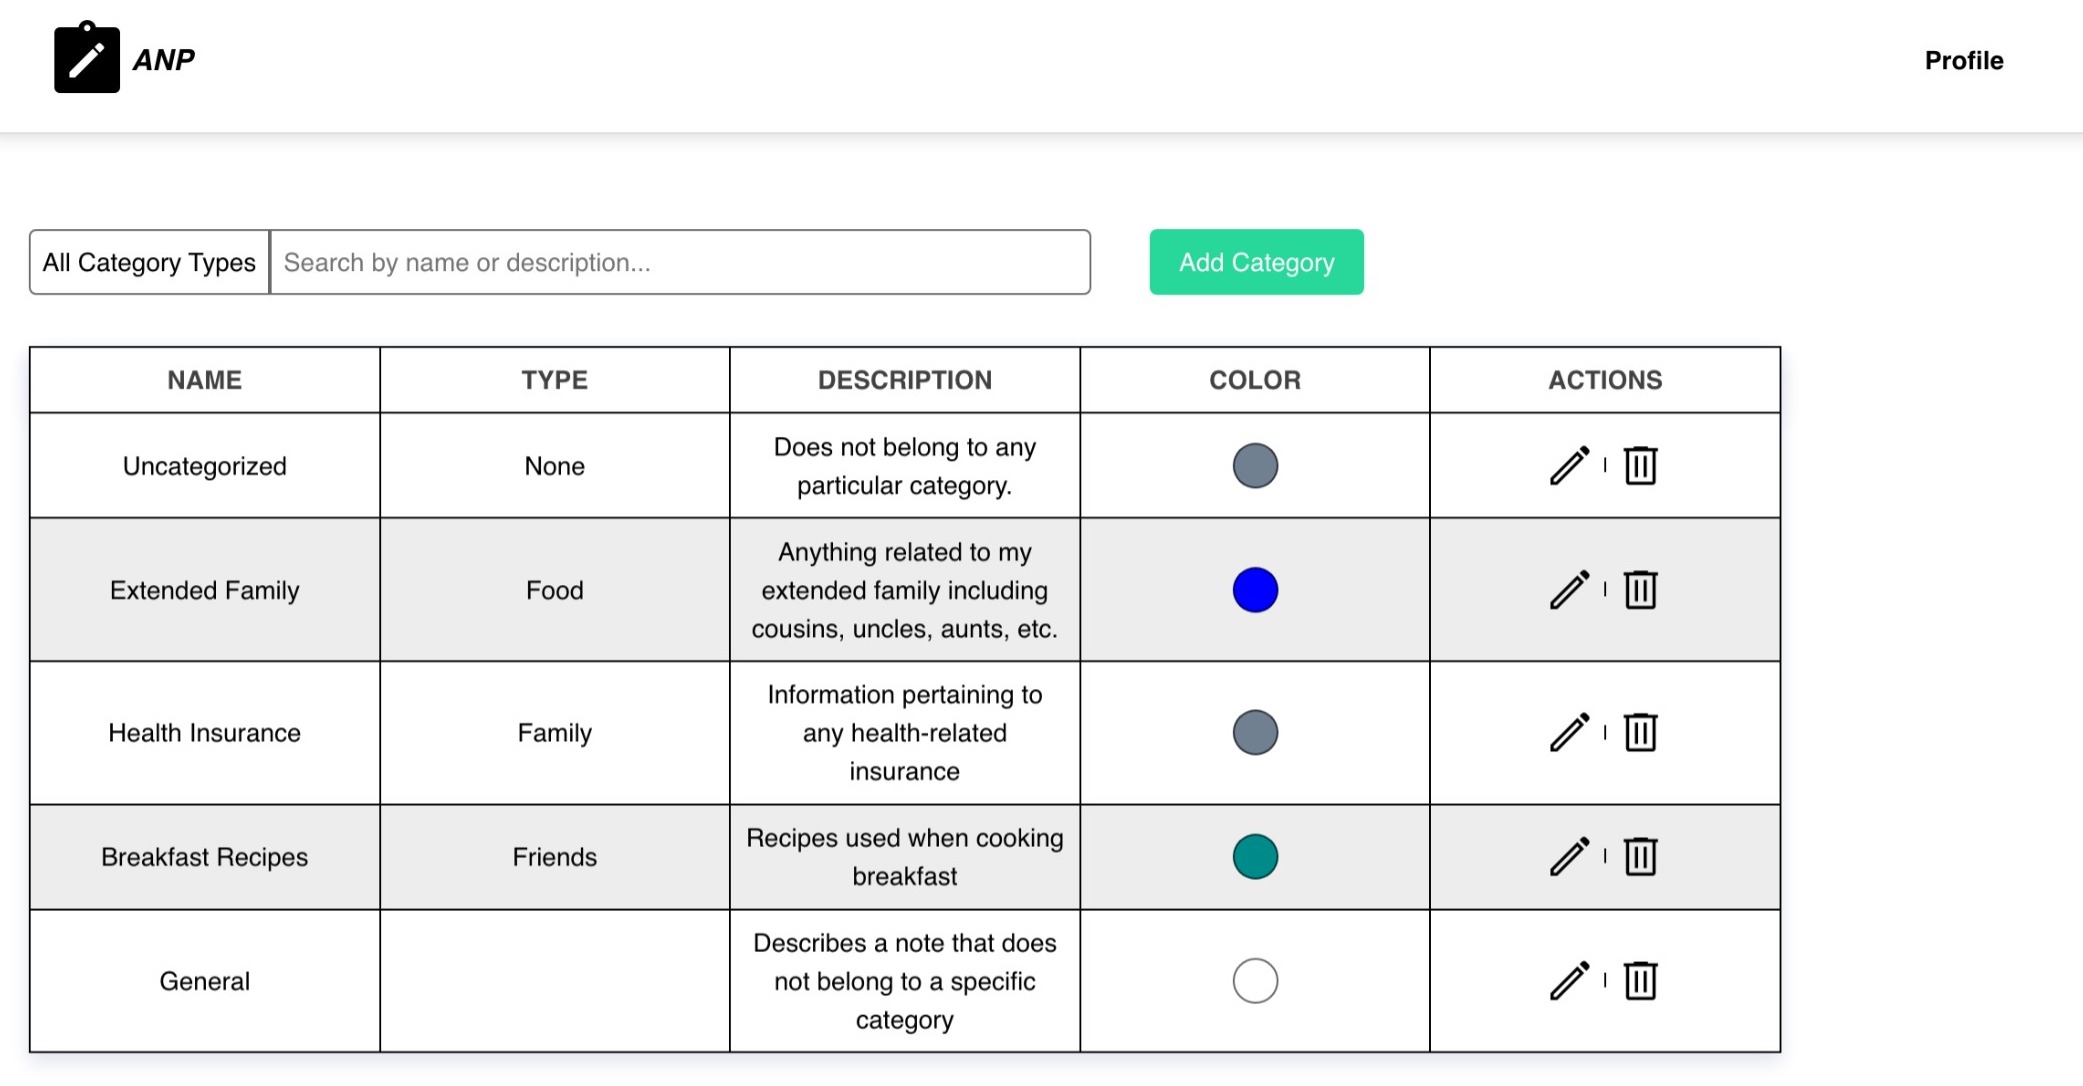 ANP
Profile
All Category Types
Search by name or description...
Add Category
NAME
TYPE
DESCRIPTION
COLOR
ACTIONS
Uncategorized
None
Does not belong to any
particular category.
Extended Family
Food
Anything related to my
extended family including
cousins, uncles, aunts, etc.
Health Insurance
Family
Information pertaining to
any health-related
insurance
Breakfast Recipes
Friends
Recipes used when cooking
breakfast
General
Describes a note that does
not belong to a specific
category